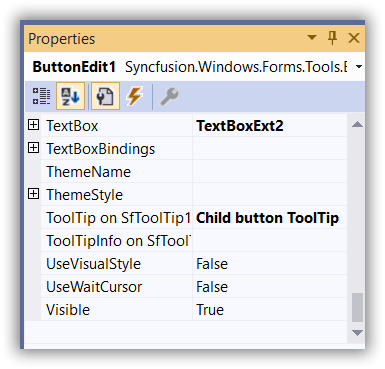 Properties
ButtonEdit1 Syncfusion.Windows.Forms.Tools.E
TextBox TextBoxExt2
TextBoxBindings
ThemeName
ThemeStyle
ToolTip on SfToolTip1 Child button ToolTip
ToolTipInfo on SfToolT
UseVisualStyle False
UseWaitCursor False
Visible True